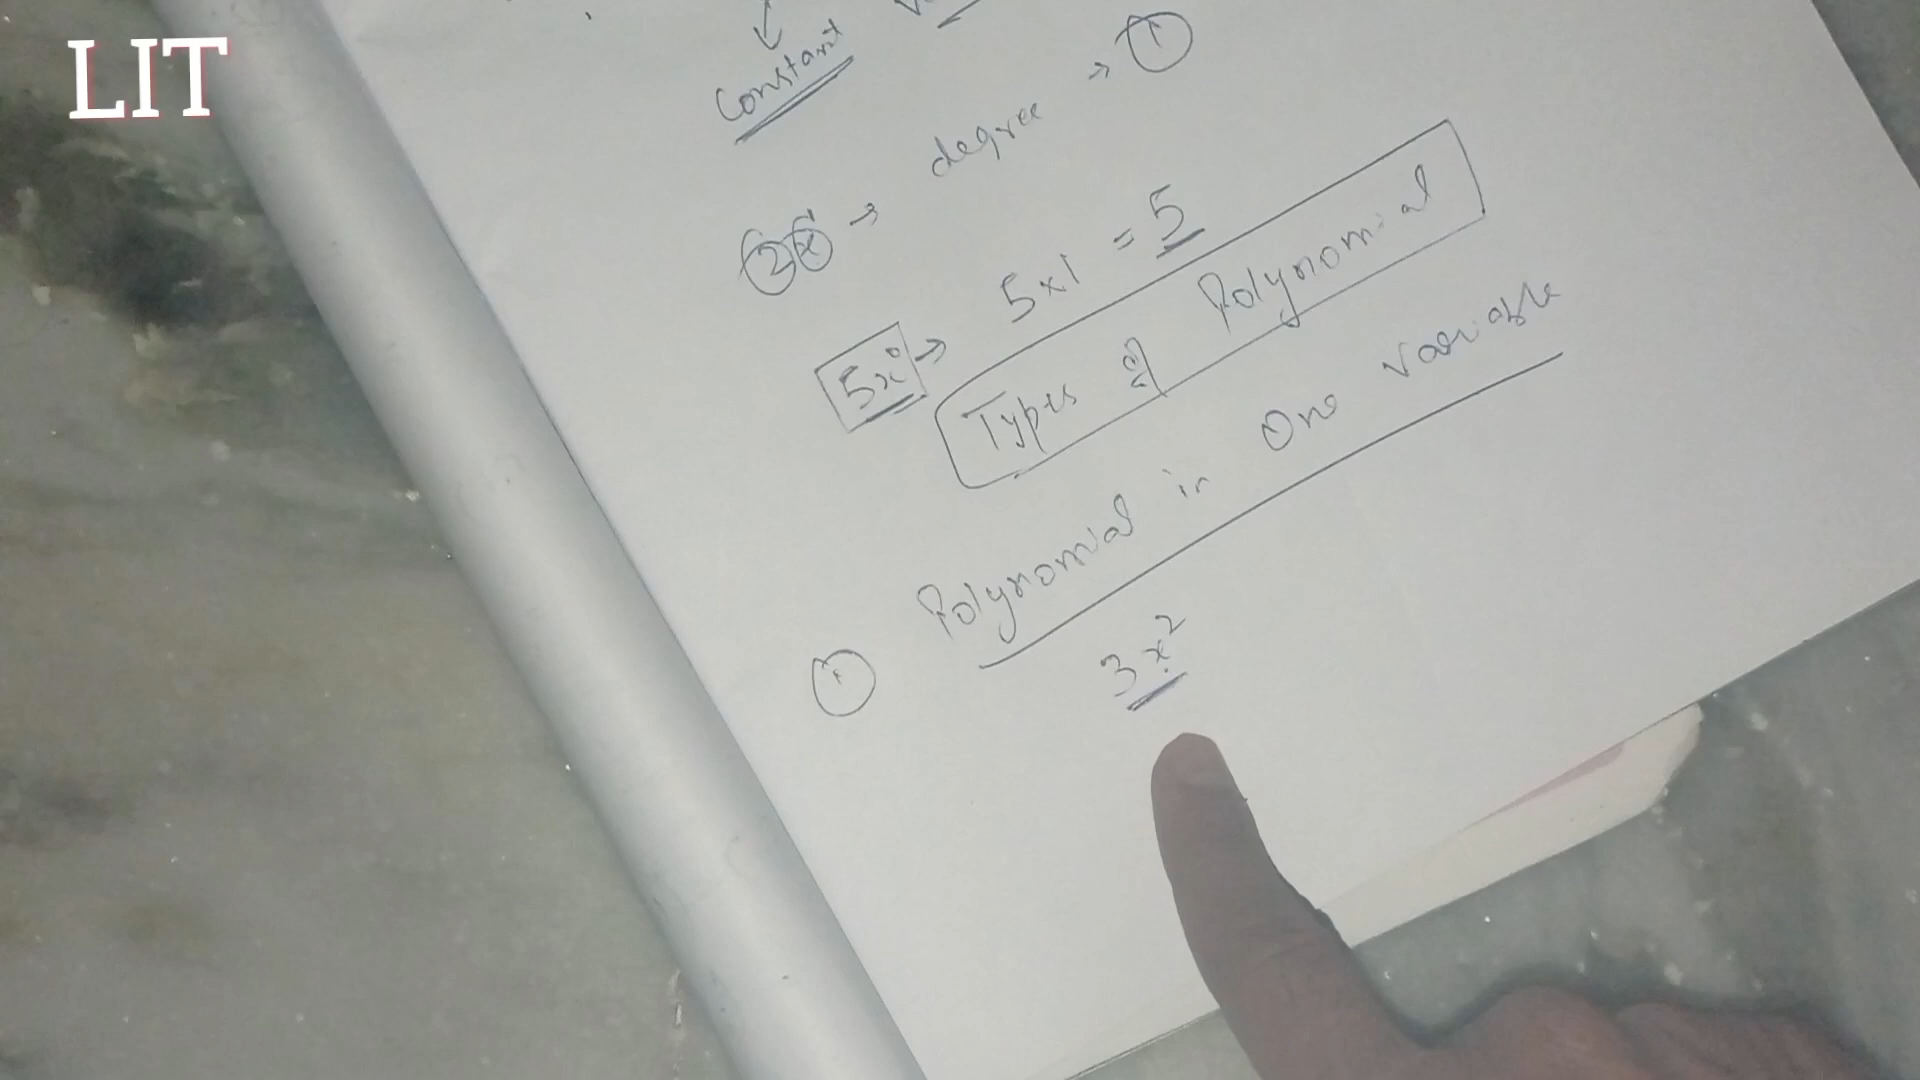 LIT
Constant
2x¹ → degree → 1
5x⁰ → 5×1 = 5
Types of Polynomial
① Polynomial in One Variable
3x²